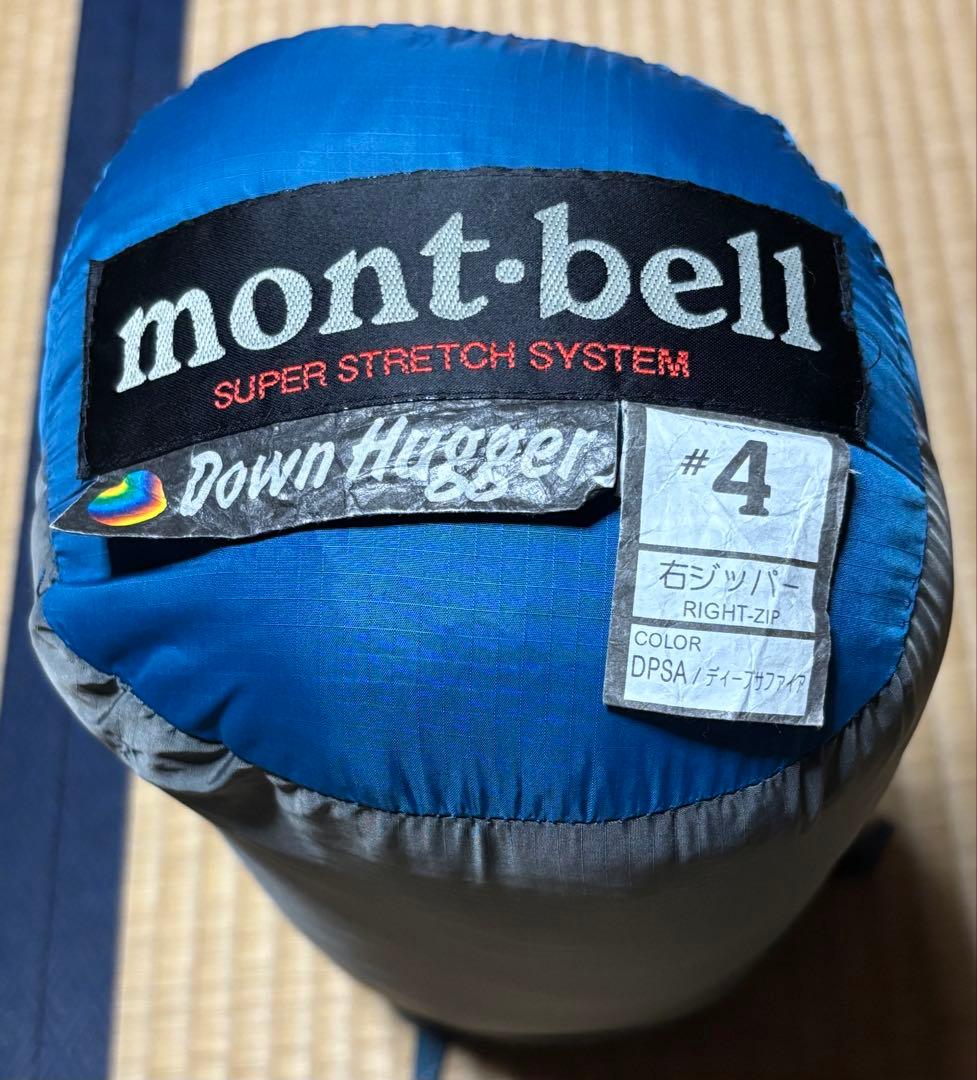 mont·bell
SUPER STRETCH SYSTEM
Down Hugger
#4
右ジッパー
RIGHT-ZIP
COLOR
DPSA / ディープサファイア